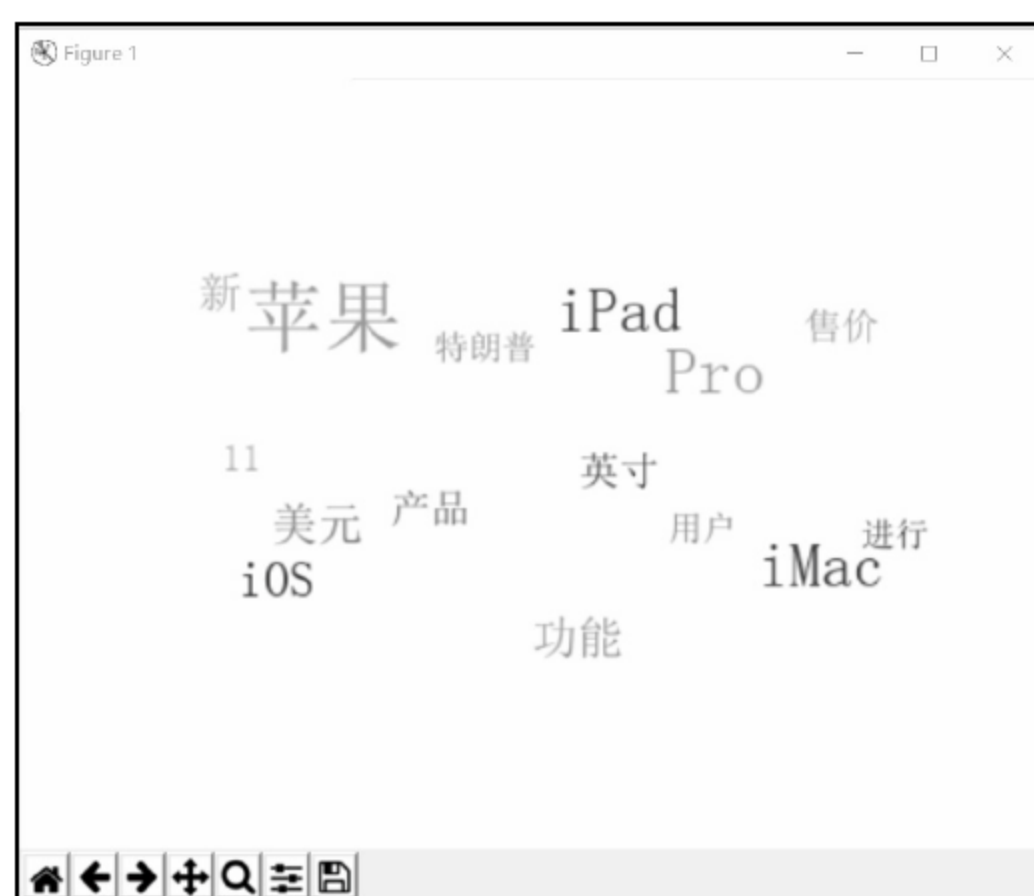 Figure 1
新
苹果
特朗普
iPad
售价
Pro
11
英寸
美元
产品
用户
进行
iOS
iMac
功能